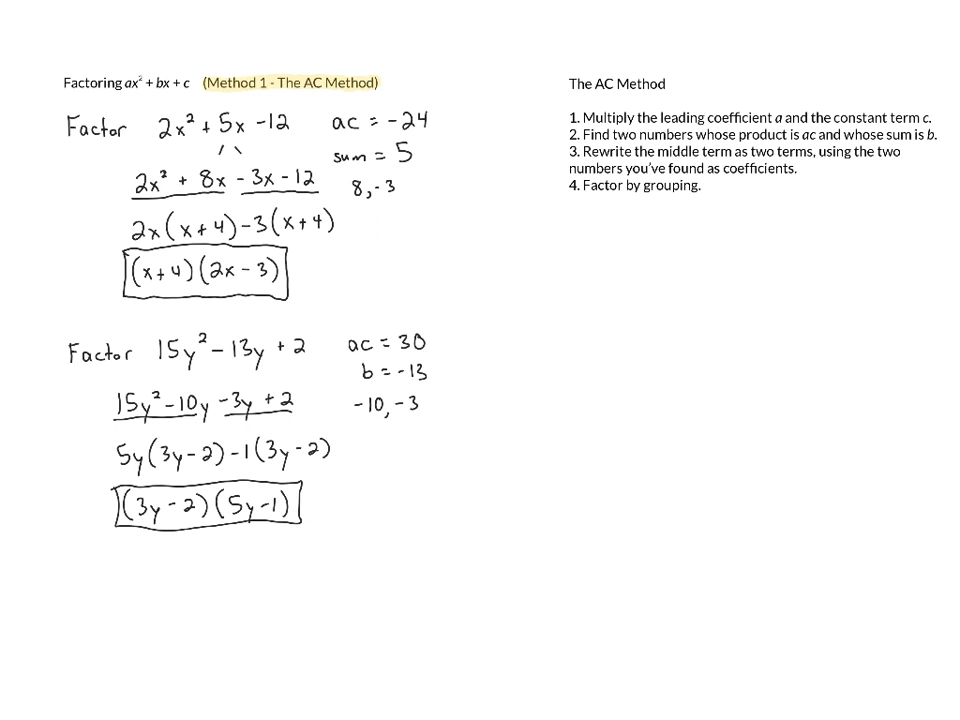 Factoring ax² + bx + c (Method 1 - The AC Method)
Factor 2x² + 5x - 12 ac = -24
sum = 5
2x² + 8x - 3x - 12 8, -3
2x(x+4) - 3(x+4)
(x+4)(2x - 3)
Factor 15y² - 13y + 2 ac = 30
b = -13
15y² - 10y - 3y + 2 -10, -3
5y(3y - 2) - 1(3y - 2)
(3y - 2)(5y - 1)
The AC Method
1. Multiply the leading coefficient a and the constant term c.
2. Find two numbers whose product is ac and whose sum is b.
3. Rewrite the middle term as two terms, using the two
numbers you've found as coefficients.
4. Factor by grouping.